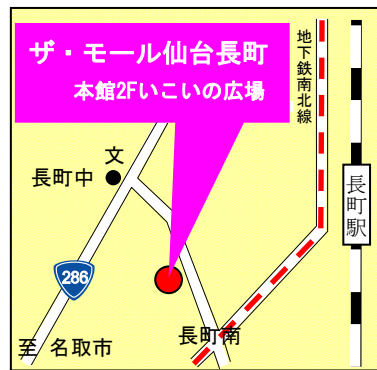 ザ・モール仙台長町
本館2Fいこいの広場
地下鉄南北線
文
長町中
長町駅
286
長町南
至 名取市